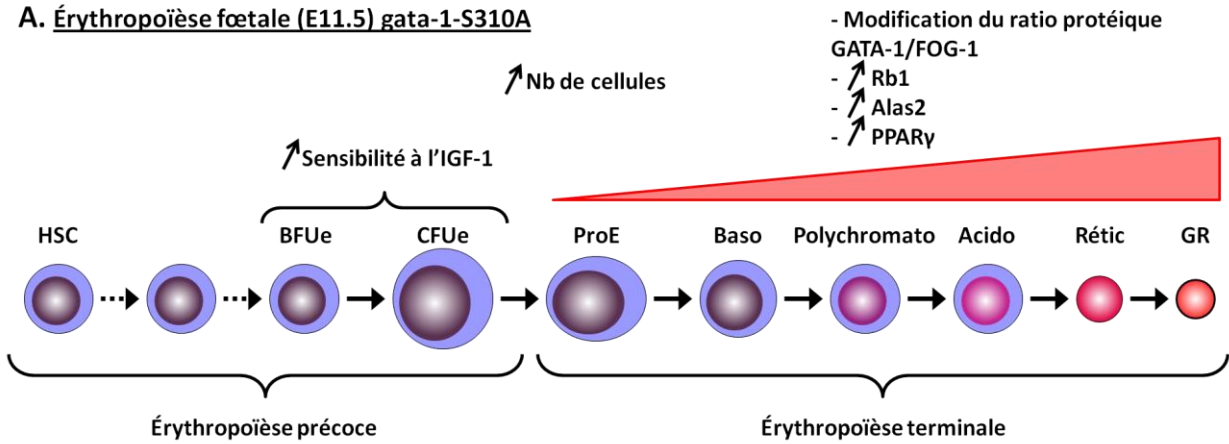 A. Érythropoïèse fœtale (E11.5) gata-1-S310A
- Modification du ratio protéique
GATA-1/FOG-1
- ↗ Rb1
- ↗ Alas2
- ↗ PPARγ
↗ Nb de cellules
↗ Sensibilité à l'IGF-1
HSC BFUe CFUe ProE Baso Polychromato Acido Rétic GR
Érythropoïèse précoce Érythropoïèse terminale